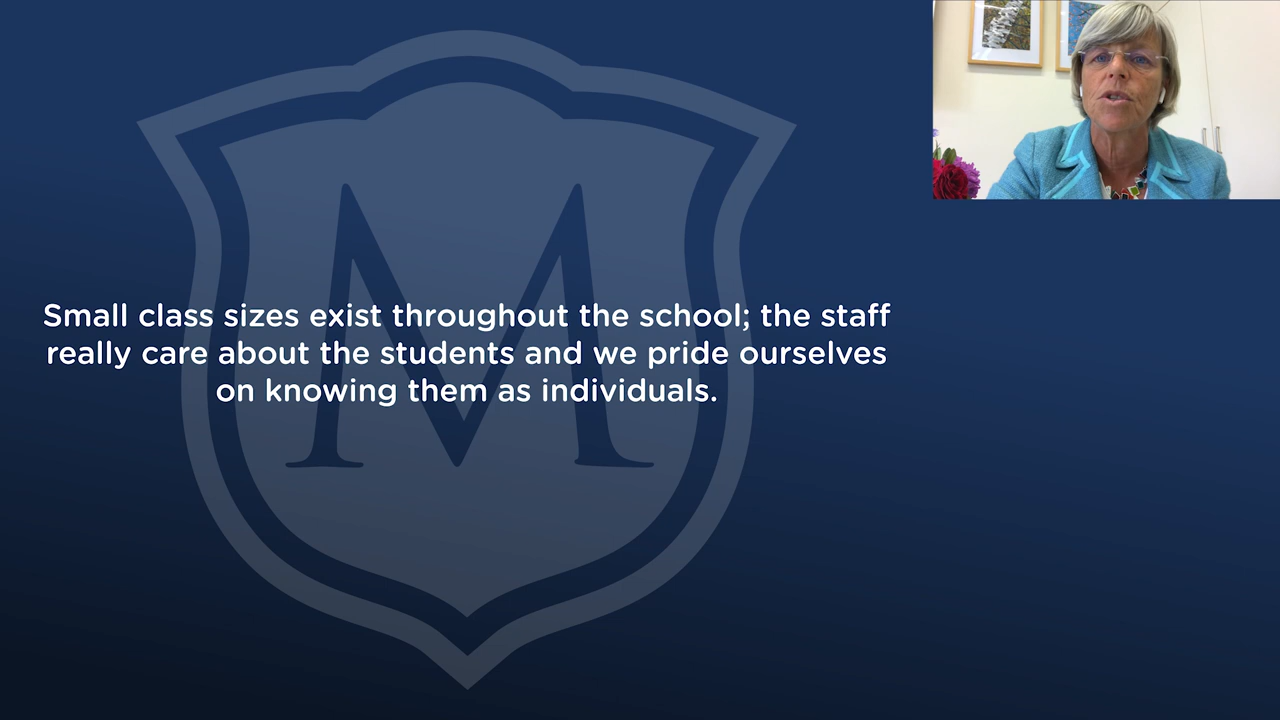 M
Small class sizes exist throughout the school; the staff
really care about the students and we pride ourselves
on knowing them as individuals.